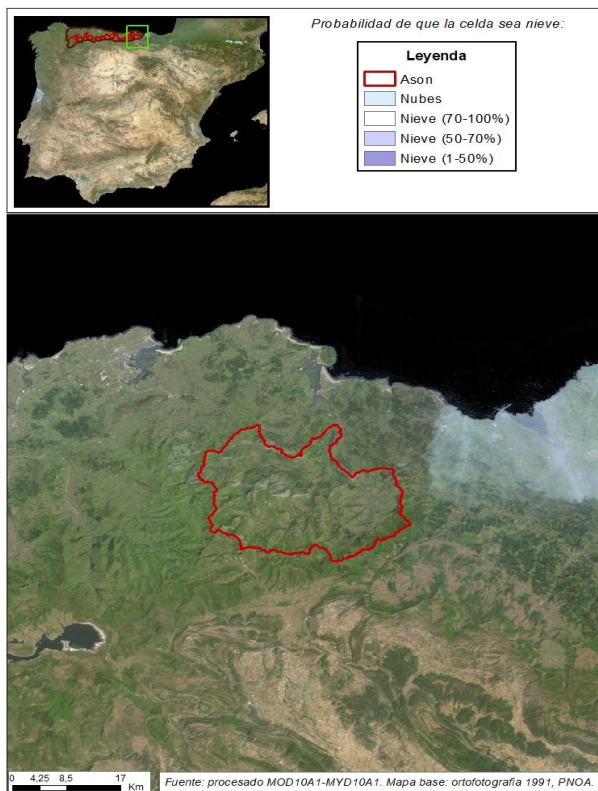 Probabilidad de que la celda sea nieve:
Leyenda
Ason
Nubes
Nieve (70-100%)
Nieve (50-70%)
Nieve (1-50%)
0 4,25 8,5 17
Km
Fuente: procesado MOD10A1-MYD10A1. Mapa base: ortofotografia 1991, PNOA.